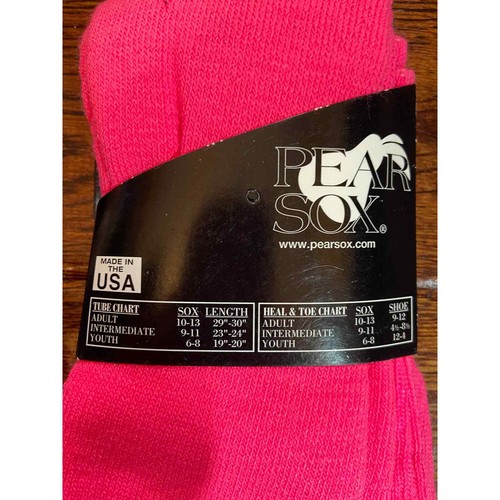 PEAR
SOX®
www.pearsox.com
MADE IN
THE
USA
TUBE CHART SOX LENGTH
ADULT 10-13 29"-30"
INTERMEDIATE 9-11 23"-24"
YOUTH 6-8 19"-20"
HEAL & TOE CHART SOX SHOE
ADULT 10-13 9-12
INTERMEDIATE 9-11 4½-8½
YOUTH 6-8 12-4